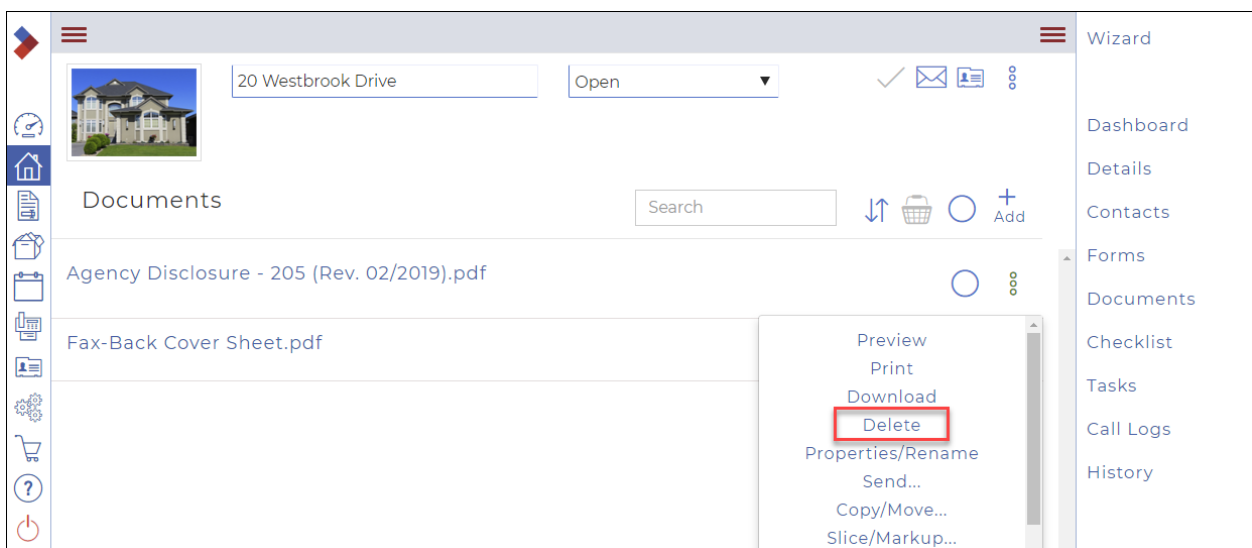 20 Westbrook Drive
Open
Documents
Search
Add
Agency Disclosure - 205 (Rev. 02/2019).pdf
Fax-Back Cover Sheet.pdf
Preview
Print
Download
Delete
Properties/Rename
Send...
Copy/Move...
Slice/Markup...
Wizard
Dashboard
Details
Contacts
Forms
Documents
Checklist
Tasks
Call Logs
History